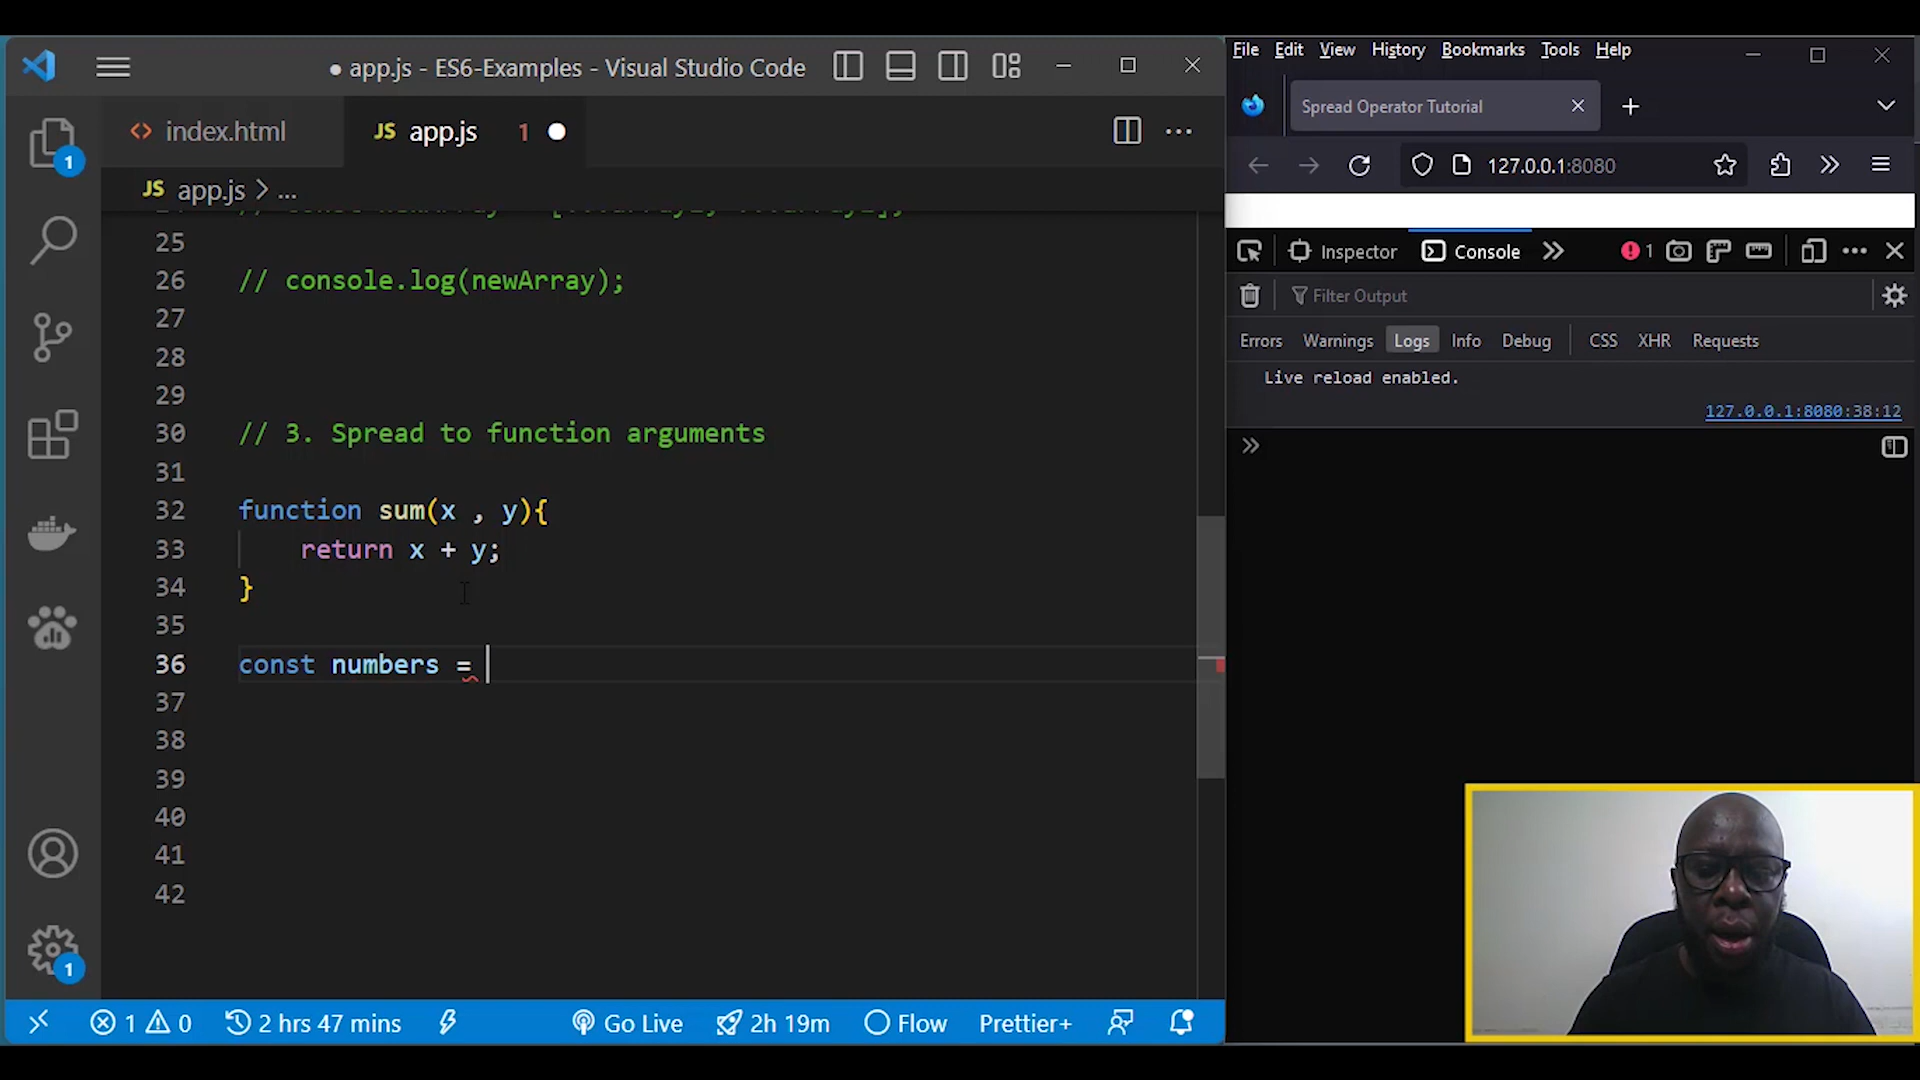 ● app.js - ES6-Examples - Visual Studio Code
index.html
JS app.js 1
JS app.js > ...
25
26 // console.log(newArray);
27
28
29
30 // 3. Spread to function arguments
31
32 function sum(x , y){
33 return x + y;
34 }
35
36 const numbers =
37
38
39
40
41
42
1
1
1 0 2 hrs 47 mins Go Live 2h 19m Flow Prettier+
File Edit View History Bookmarks Tools Help
Spread Operator Tutorial
127.0.0.1:8080
Inspector Console 1
Filter Output
Errors Warnings Logs Info Debug CSS XHR Requests
Live reload enabled.
127.0.0.1:8080:38:12